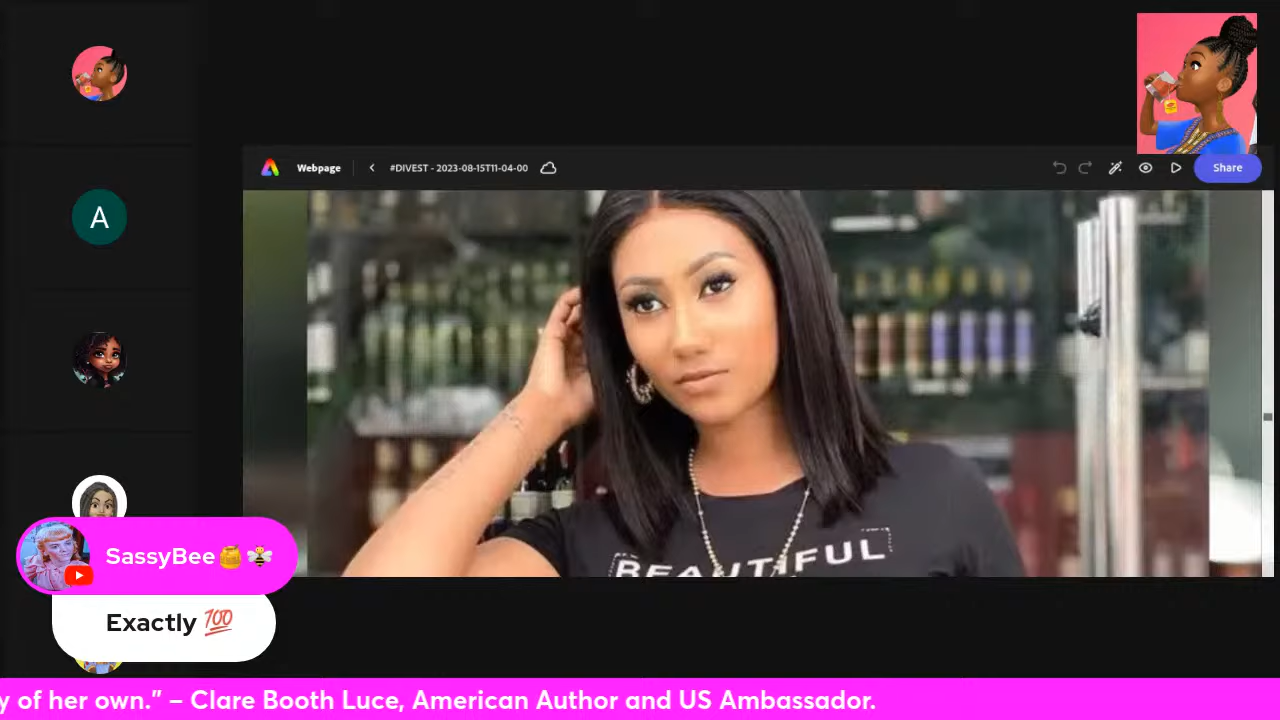 Webpage
#DIVEST - 2023-08-15T11-04-00
Share
A
BEAUTIFUL
SassyBee🍯🐝
Exactly 💯
y of her own.” – Clare Booth Luce, American Author and US Ambassador.